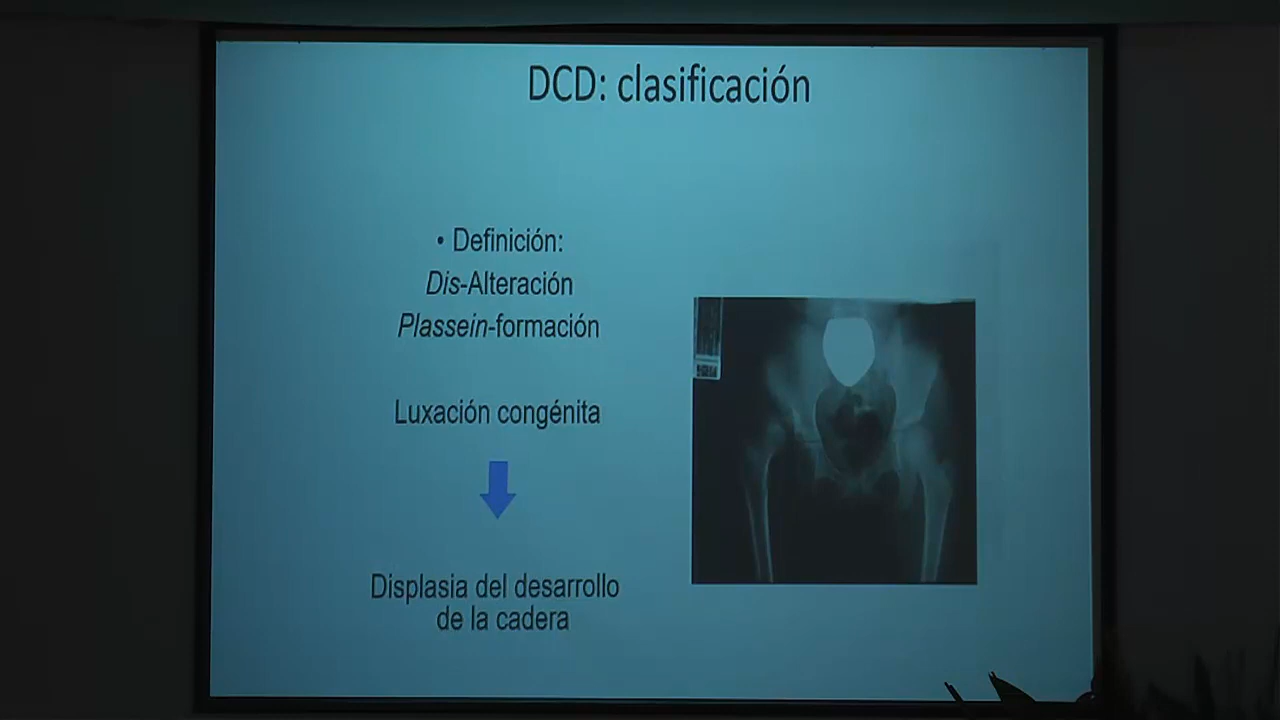 DCD: clasificación
• Definición:
Dis-Alteración
Plassein-formación
Luxación congénita
Displasia del desarrollo
de la cadera